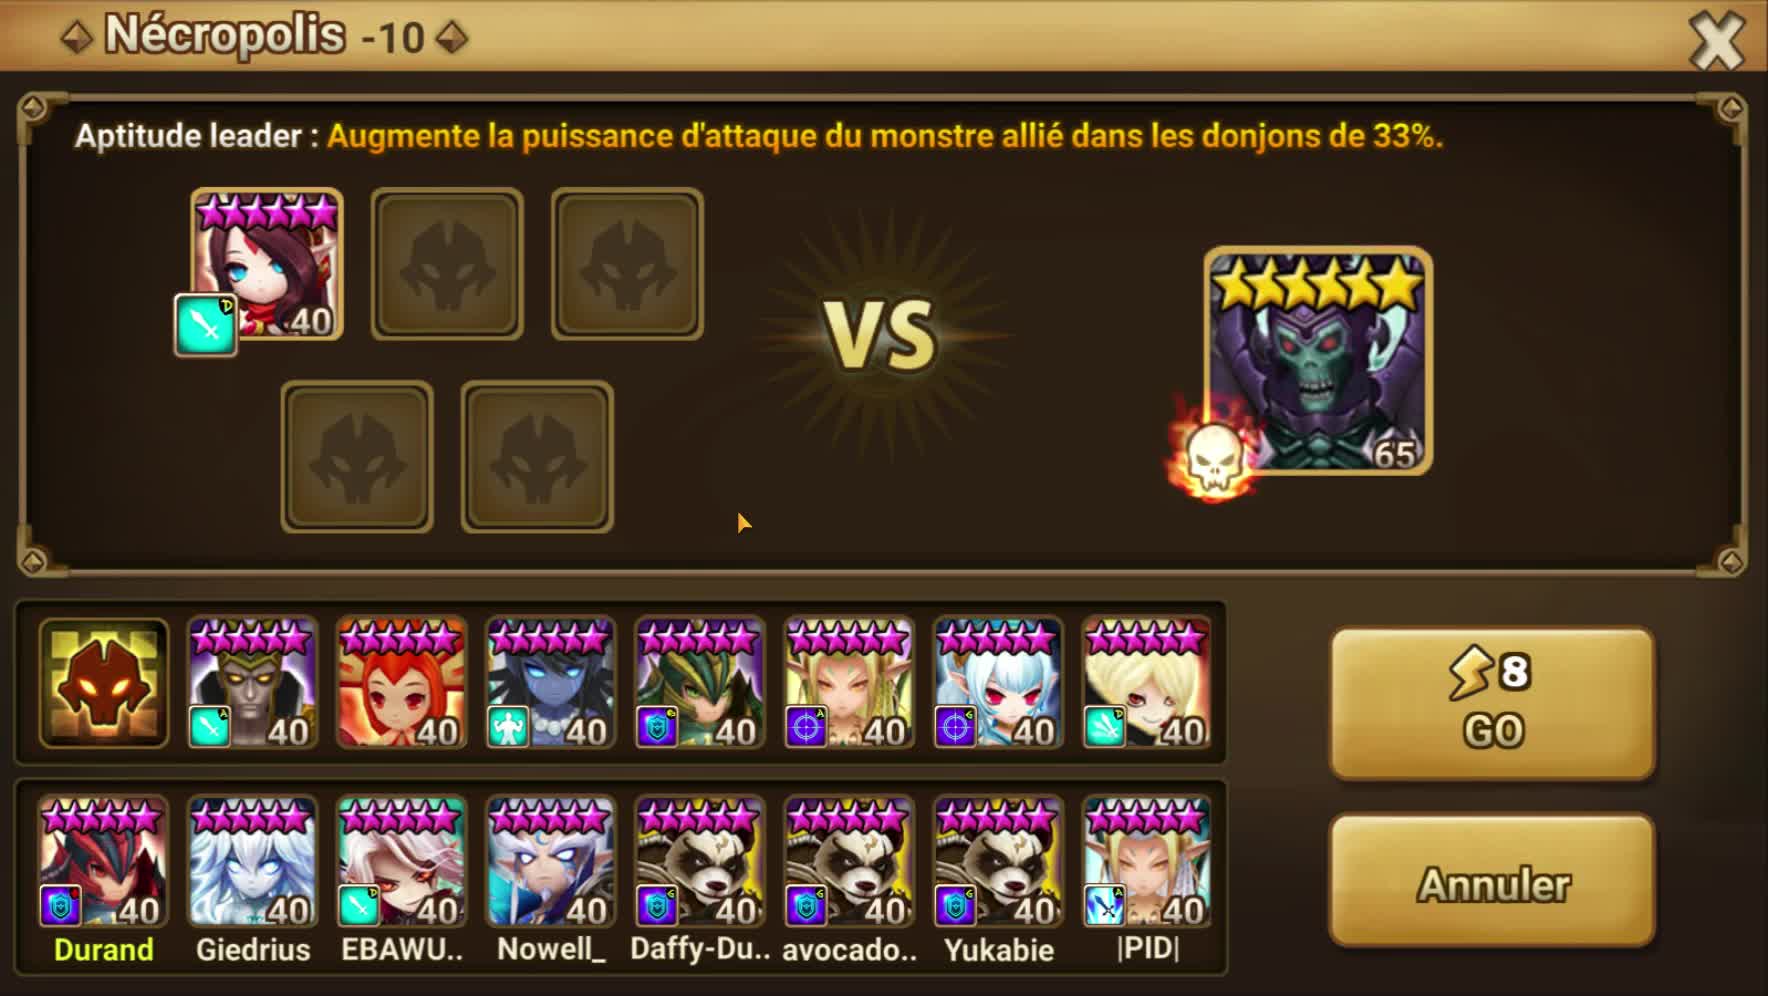 Nécropolis -10
Aptitude leader : Augmente la puissance d'attaque du monstre allié dans les donjons de 33%.
40
D
VS
65
40 40 40 40 40 40 40
A G A G D
8
GO
40 40 40 40 40 40 40 40
D G G G A
Durand Giedrius EBAWU.. Nowell_ Daffy-Du.. avocado.. Yukabie |PID|
Annuler